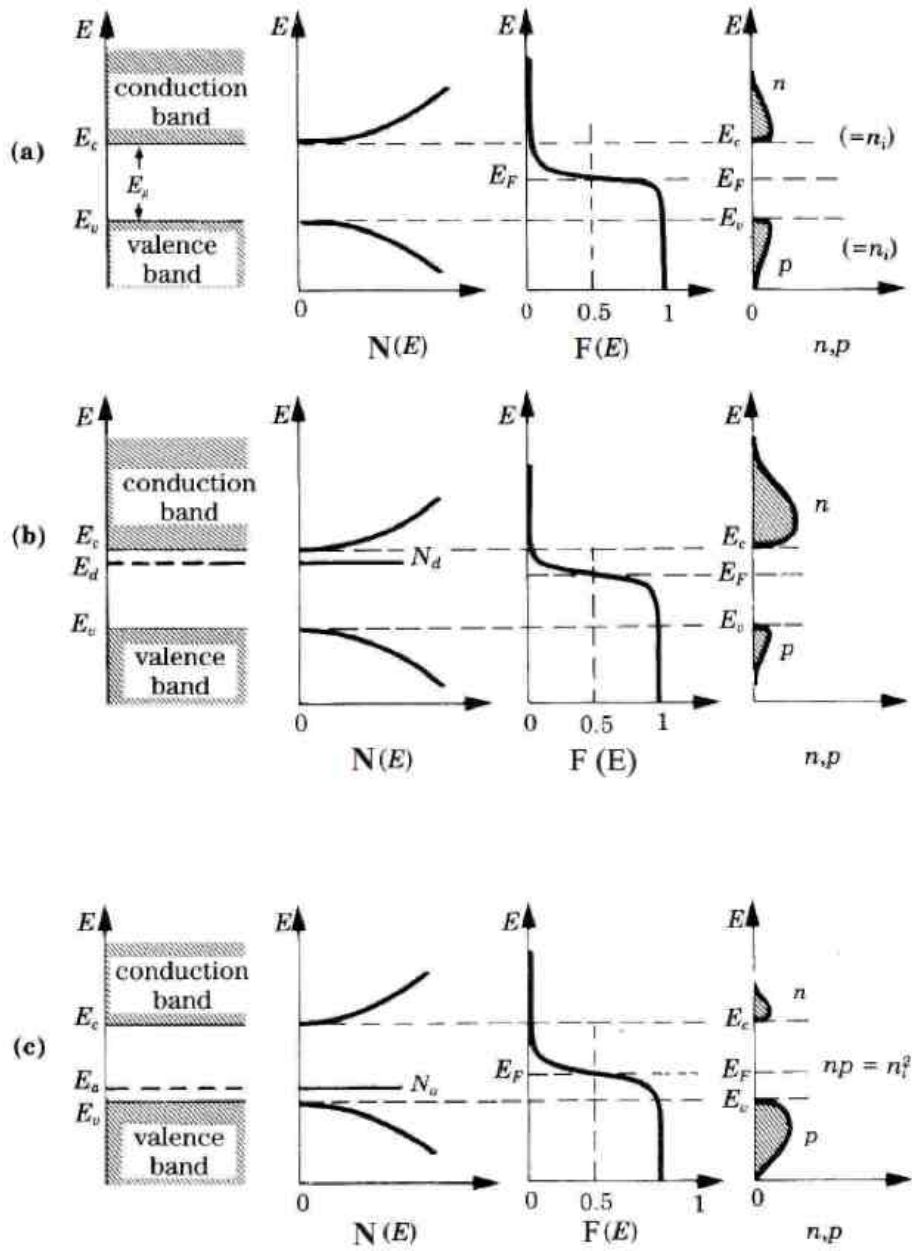 (a)
E
conduction
band
E_c
E_g
E_v
valence
band
E
0
N(E)
E
E_F
0 0.5 1
F(E)
E
n
E_c
(=n_i)
E_F
E_v
p
(=n_i)
0
n,p
(b)
E
conduction
band
E_c
E_d
E_v
valence
band
E
N_d
0
N(E)
E
0 0.5 1
F (E)
E
n
E_c
E_F
E_v
p
0
n,p
(c)
E
conduction
band
E_c
E_a
E_v
valence
band
E
N_a
0
N(E)
E
E_F
0 0.5 1
F(E)
E
n
E_c
E_F
np = n_i^2
E_v
p
0
n,p